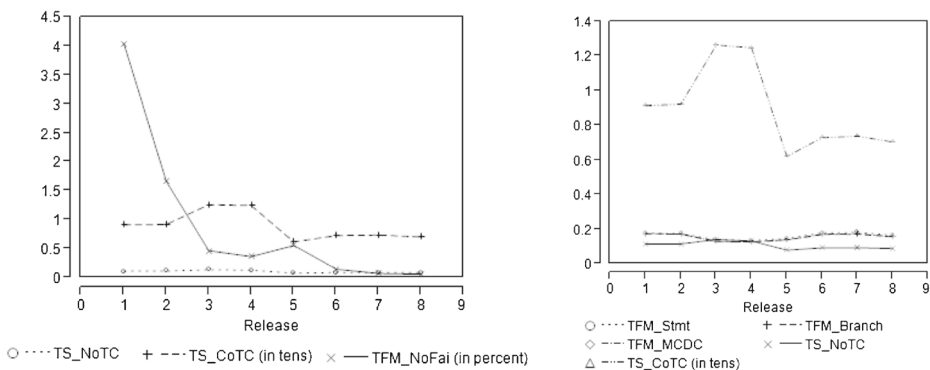 4.5
4
3.5
3
2.5
2
1.5
1
0.5
0
0 1 2 3 4 5 6 7 8 9
Release
TS_NoTC TS_CoTC (in tens) TFM_NoFai (in percent)
1.4
1.2
1
0.8
0.6
0.4
0.2
0
0 1 2 3 4 5 6 7 8 9
Release
TFM_Stmt TFM_Branch
TFM_MCDC TS_NoTC
TS_CoTC (in tens)